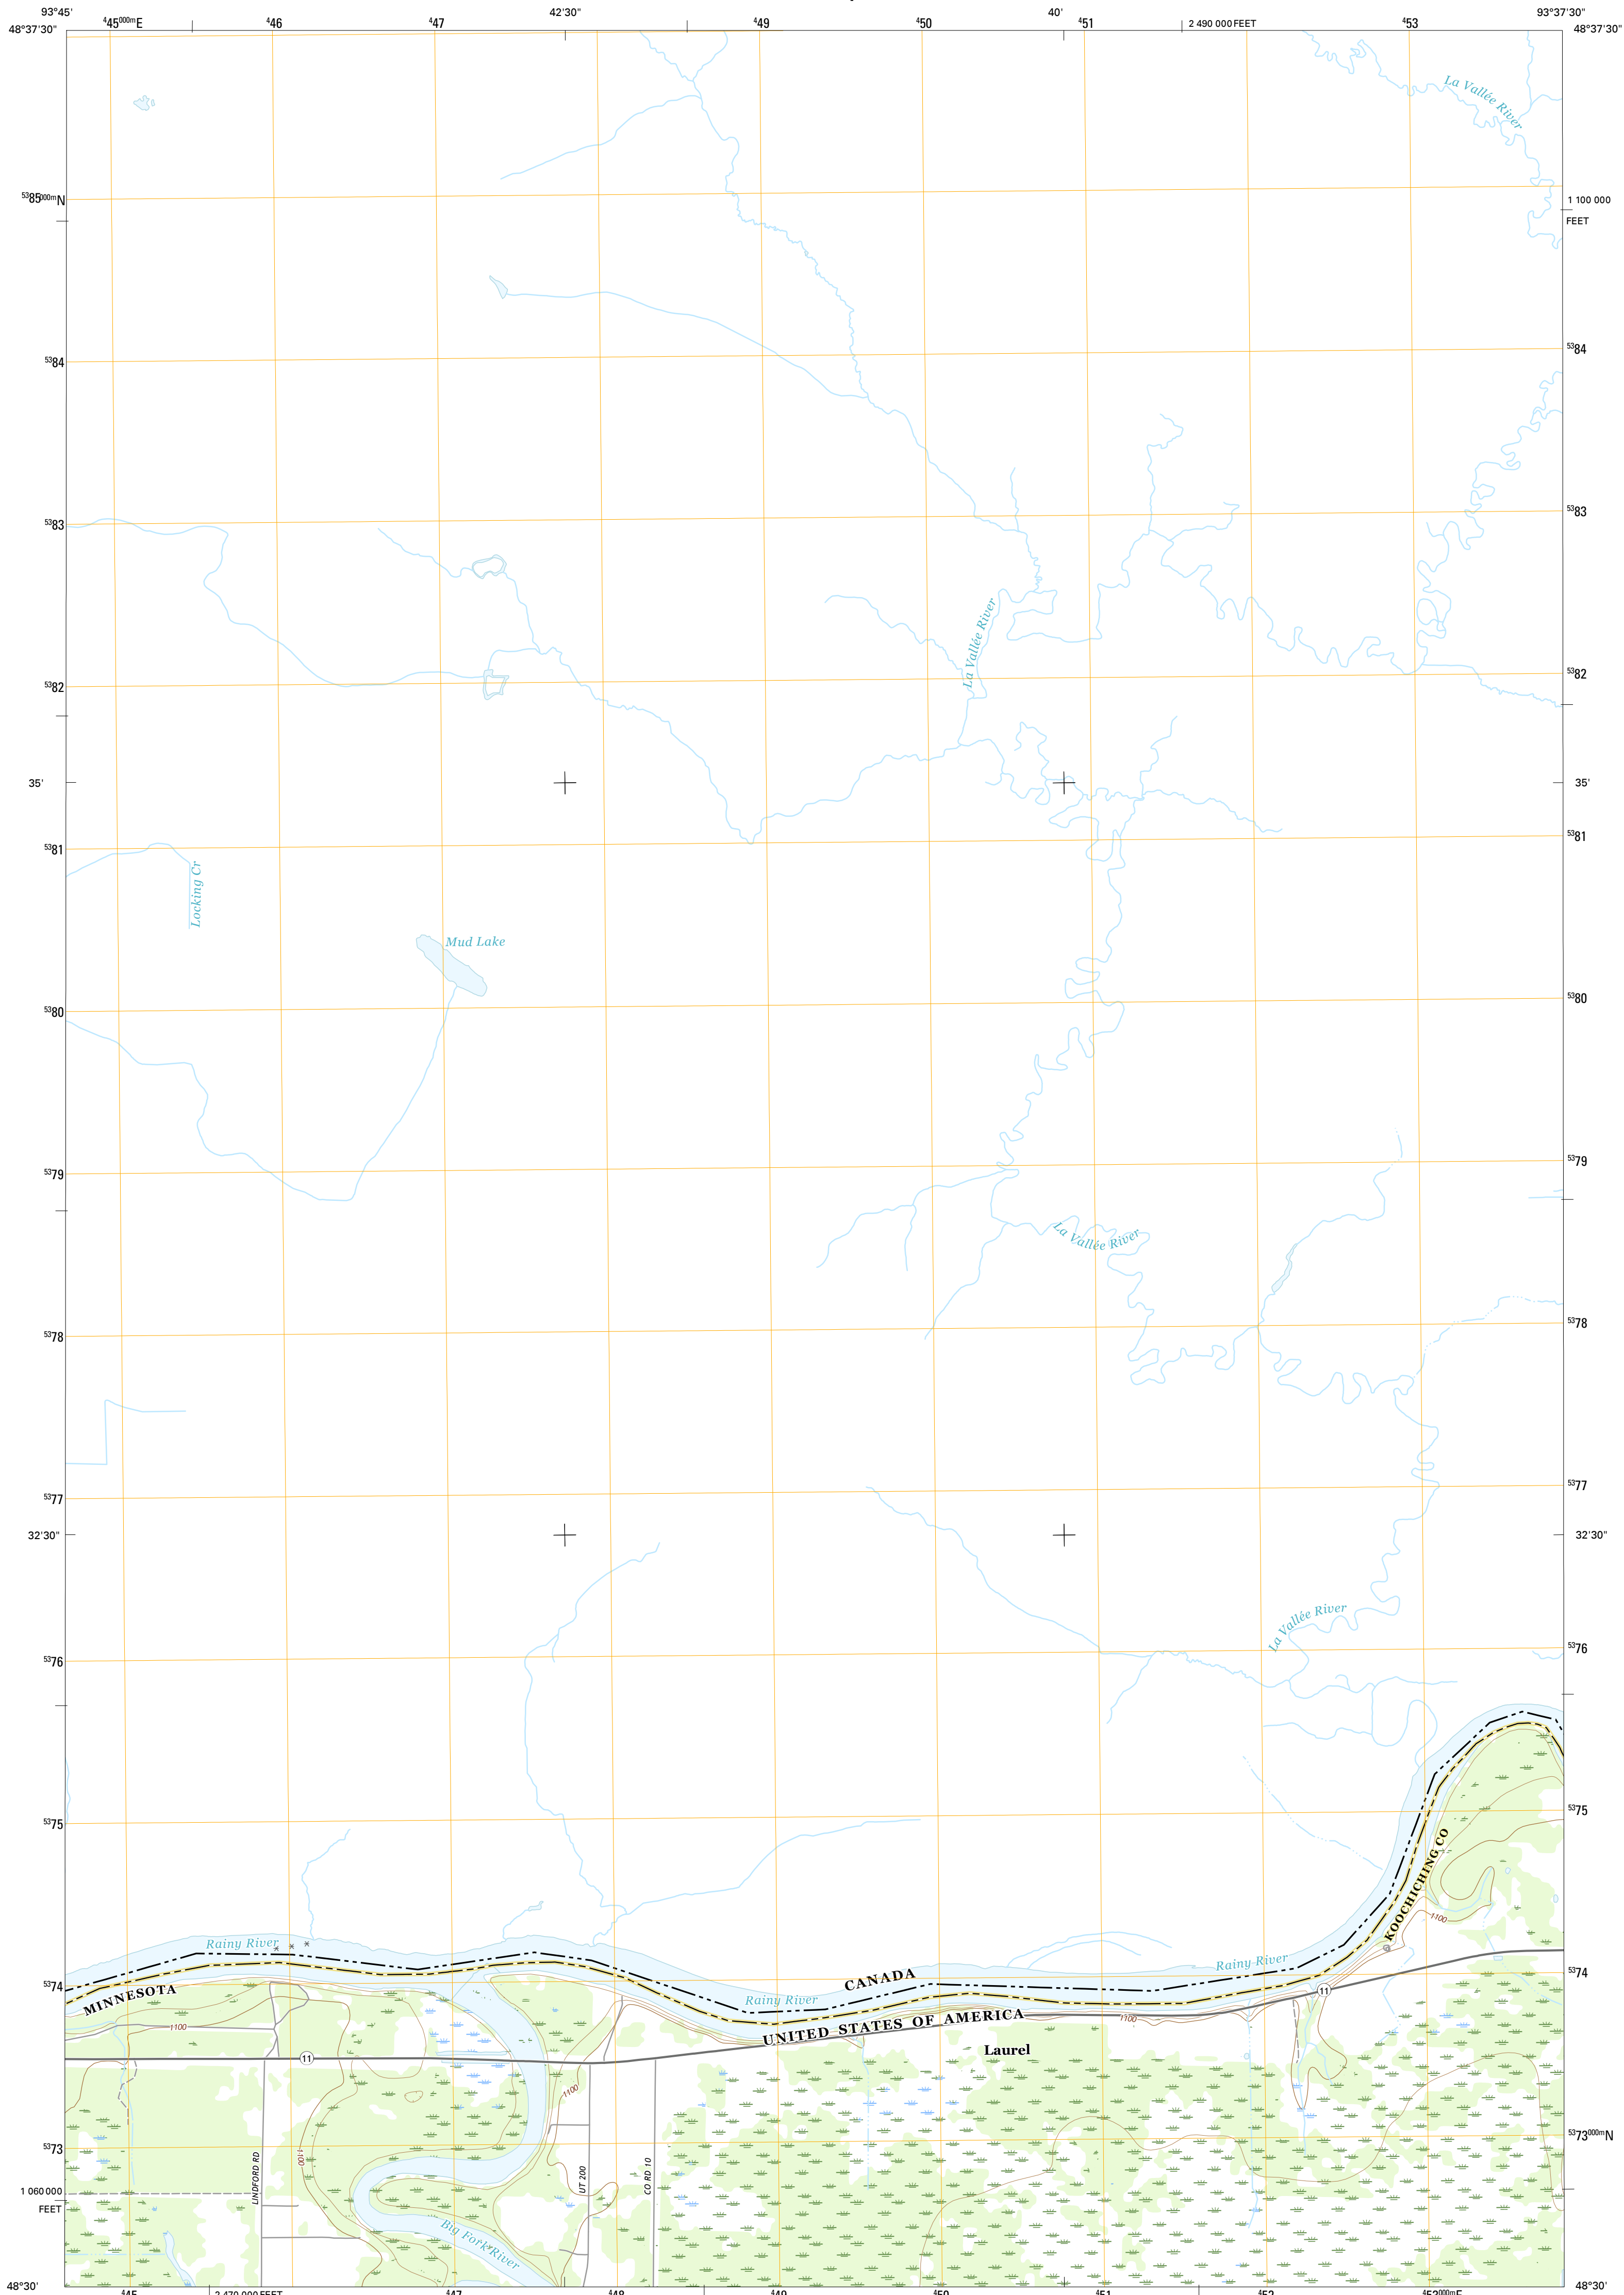 93°45' ⁴45⁰⁰⁰ᵐE ⁴46 ⁴47 42'30" ⁴49 ⁴50 40' ⁴51 2 490 000 FEET ⁴53 93°37'30"
48°37'30" 48°37'30"
La Vallée River
⁵³85⁰⁰⁰ᵐN 1 100 000
FEET
⁵³84 ⁵³84
⁵³83 ⁵³83
La Vallée River
⁵³82 ⁵³82
35' 35'
⁵³81 ⁵³81
Locking Cr
Mud Lake
⁵³80 ⁵³80
⁵³79 ⁵³79
La Vallée River
⁵³78 ⁵³78
⁵³77 ⁵³77
32'30" 32'30"
La Vallée River
⁵³76 ⁵³76
⁵³75 ⁵³75
KOOCHICHING CO
1100
Rainy River
Rainy River
⁵³74 ⁵³74
CANADA
MINNESOTA
Rainy River
11
UNITED STATES OF AMERICA
1100
1100
Laurel
11
1100
⁵³73 ⁵³73⁰⁰⁰ᵐN
1100
LINDFORD RD
UT 200
CO RD 10
1 060 000
FEET
Big Fork River
48°30' 48°30'